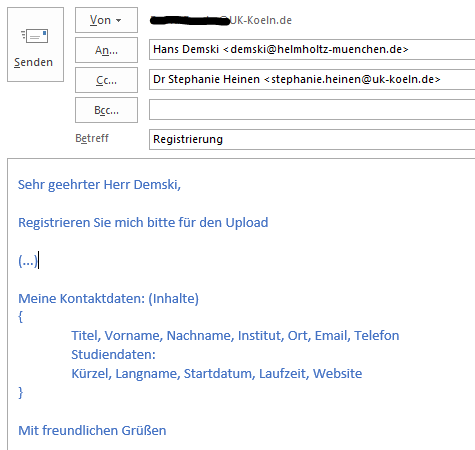 Von
@UK-Koeln.de
Senden
An...
Hans Demski <demski@helmholtz-muenchen.de>
Cc...
Dr Stephanie Heinen <stephanie.heinen@uk-koeln.de>
Bcc...
Betreff
Registrierung
Sehr geehrter Herr Demski,
Registrieren Sie mich bitte für den Upload
(...)
Meine Kontaktdaten: (Inhalte)
{
Titel, Vorname, Nachname, Institut, Ort, Email, Telefon
Studiendaten:
Kürzel, Langname, Startdatum, Laufzeit, Website
}
Mit freundlichen Grüßen